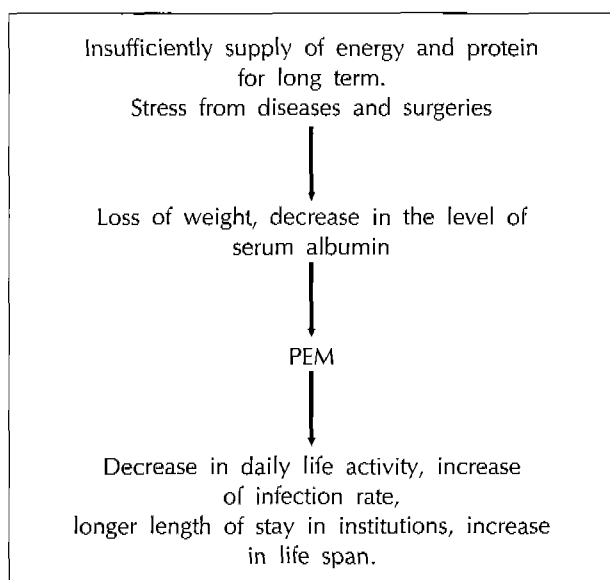 Insufficiently supply of energy and protein
for long term.
Stress from diseases and surgeries
Loss of weight, decrease in the level of
serum albumin
PEM
Decrease in daily life activity, increase
of infection rate,
longer length of stay in institutions, increase
in life span.